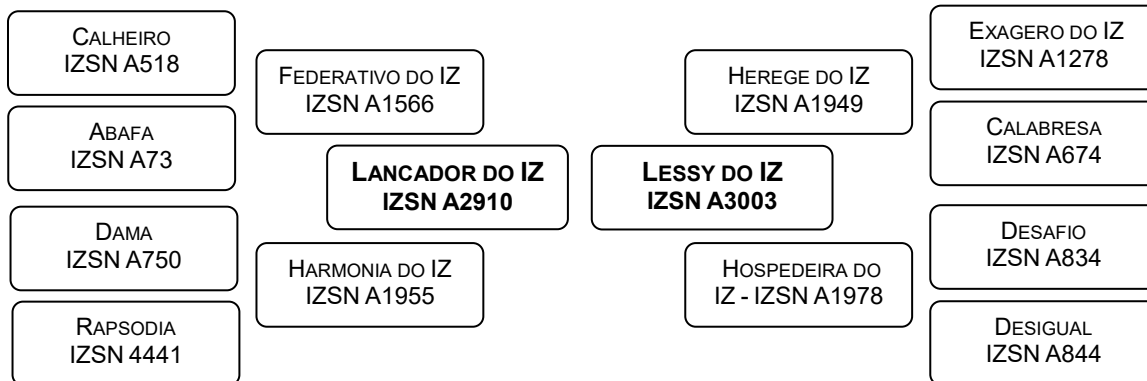 CALHEIRO
IZSN A518
ABAFA
IZSN A73
DAMA
IZSN A750
RAPSODIA
IZSN 4441
FEDERATIVO DO IZ
IZSN A1566
HARMONIA DO IZ
IZSN A1955
LANCADOR DO IZ
IZSN A2910
LESSY DO IZ
IZSN A3003
HEREGE DO IZ
IZSN A1949
HOSPEDEIRA DO
IZ - IZSN A1978
EXAGERO DO IZ
IZSN A1278
CALABRESA
IZSN A674
DESAFIO
IZSN A834
DESIGUAL
IZSN A844